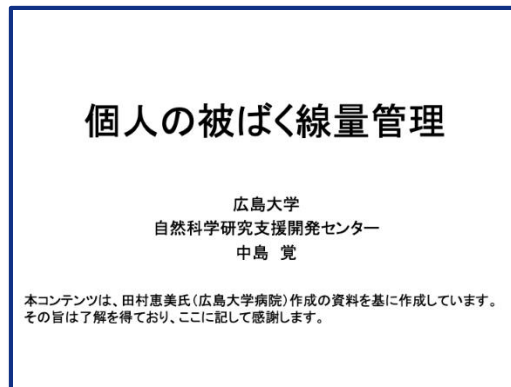 個人の被ばく線量管理
広島大学
自然科学研究支援開発センター
中島 覚
本コンテンツは、田村恵美氏(広島大学病院)作成の資料を基に作成しています。
その旨は了解を得ており、ここに記して感謝します。